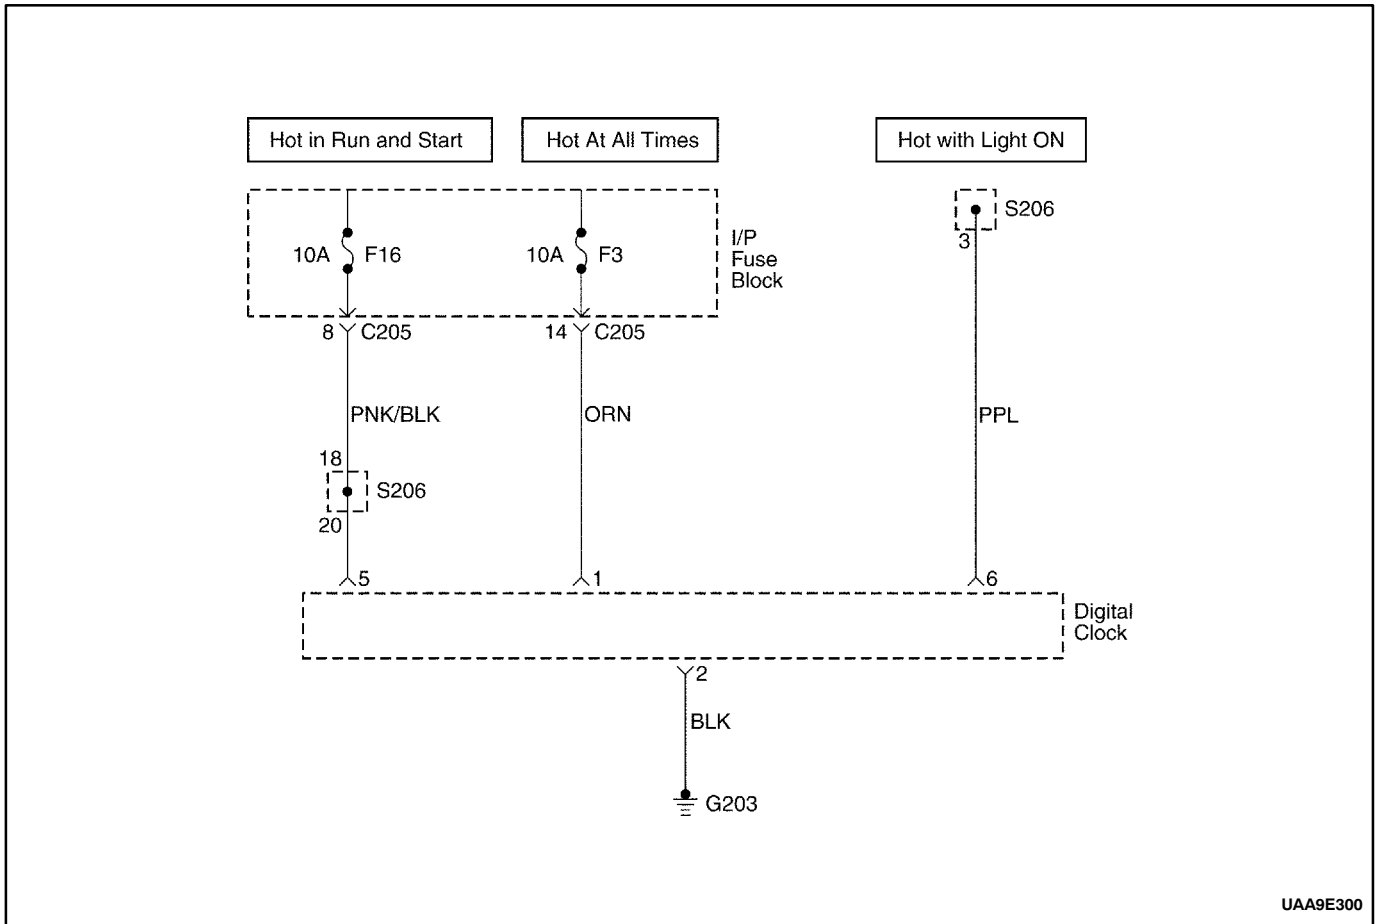 Hot in Run and Start
Hot At All Times
Hot with Light ON
S206
3
10A F16
10A F3
I/P
Fuse
Block
8 C205
14 C205
PNK/BLK
ORN
PPL
18
S206
20
5
1
6
Digital
Clock
2
BLK
G203
UAA9E300